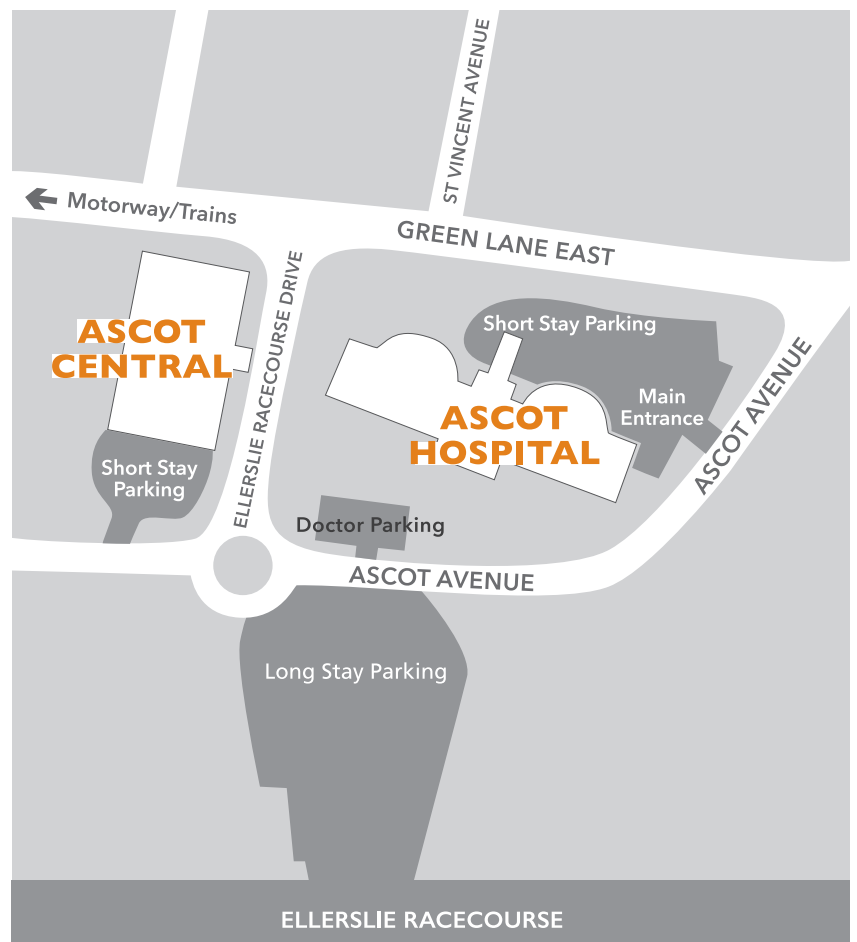 ST VINCENT AVENUE
Motorway/Trains
GREEN LANE EAST
ELLERSLIE RACECOURSE DRIVE
ASCOT
CENTRAL
Short Stay Parking
Main
Entrance
ASCOT AVENUE
ASCOT
HOSPITAL
Short Stay
Parking
Doctor Parking
ASCOT AVENUE
Long Stay Parking
ELLERSLIE RACECOURSE